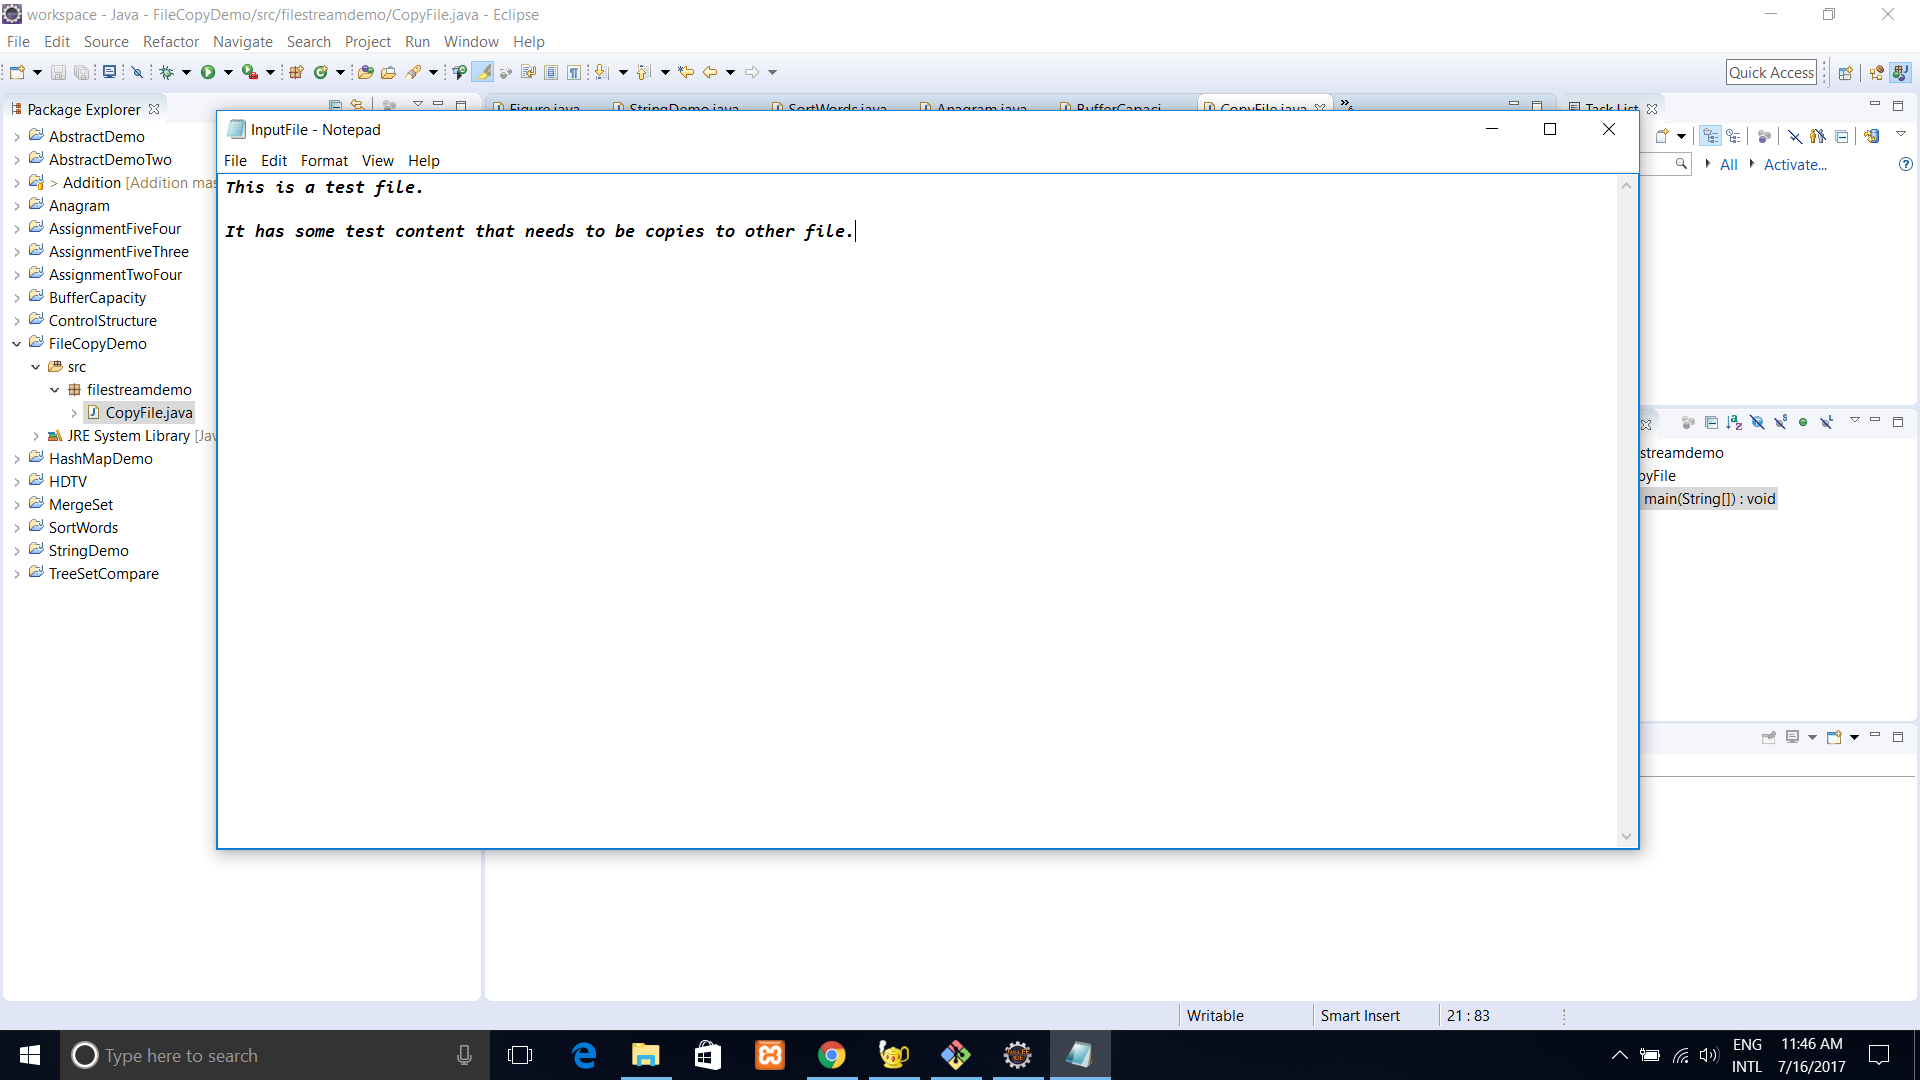 workspace - Java - FileCopyDemo/src/filestreamdemo/CopyFile.java - Eclipse
File Edit Source Refactor Navigate Search Project Run Window Help
Quick Access
Package Explorer
Figure.java StringDemo.java SortWords.java Anagram.java BufferCapaci... CopyFile.java
Task List
InputFile - Notepad
File Edit Format View Help
This is a test file.
It has some test content that needs to be copies to other file.
AbstractDemo
AbstractDemoTwo
> Addition [Addition mas
Anagram
AssignmentFiveFour
AssignmentFiveThree
AssignmentTwoFour
BufferCapacity
ControlStructure
FileCopyDemo
src
filestreamdemo
CopyFile.java
JRE System Library [Jav
HashMapDemo
HDTV
MergeSet
SortWords
StringDemo
TreeSetCompare
All Activate...
streamdemo
pyFile
main(String[]) : void
Writable Smart Insert 21 : 83
Type here to search
ENG
INTL
11:46 AM
7/16/2017